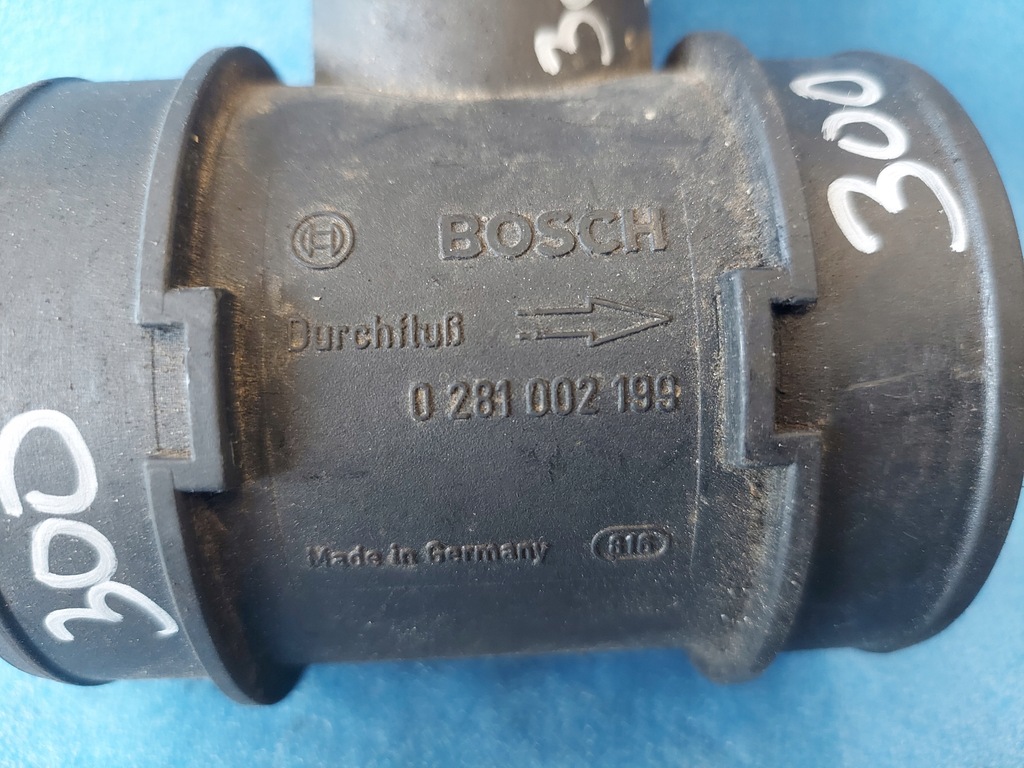 300
BOSCH
Durchfluß
0 281 002 199
Made in Germany
300